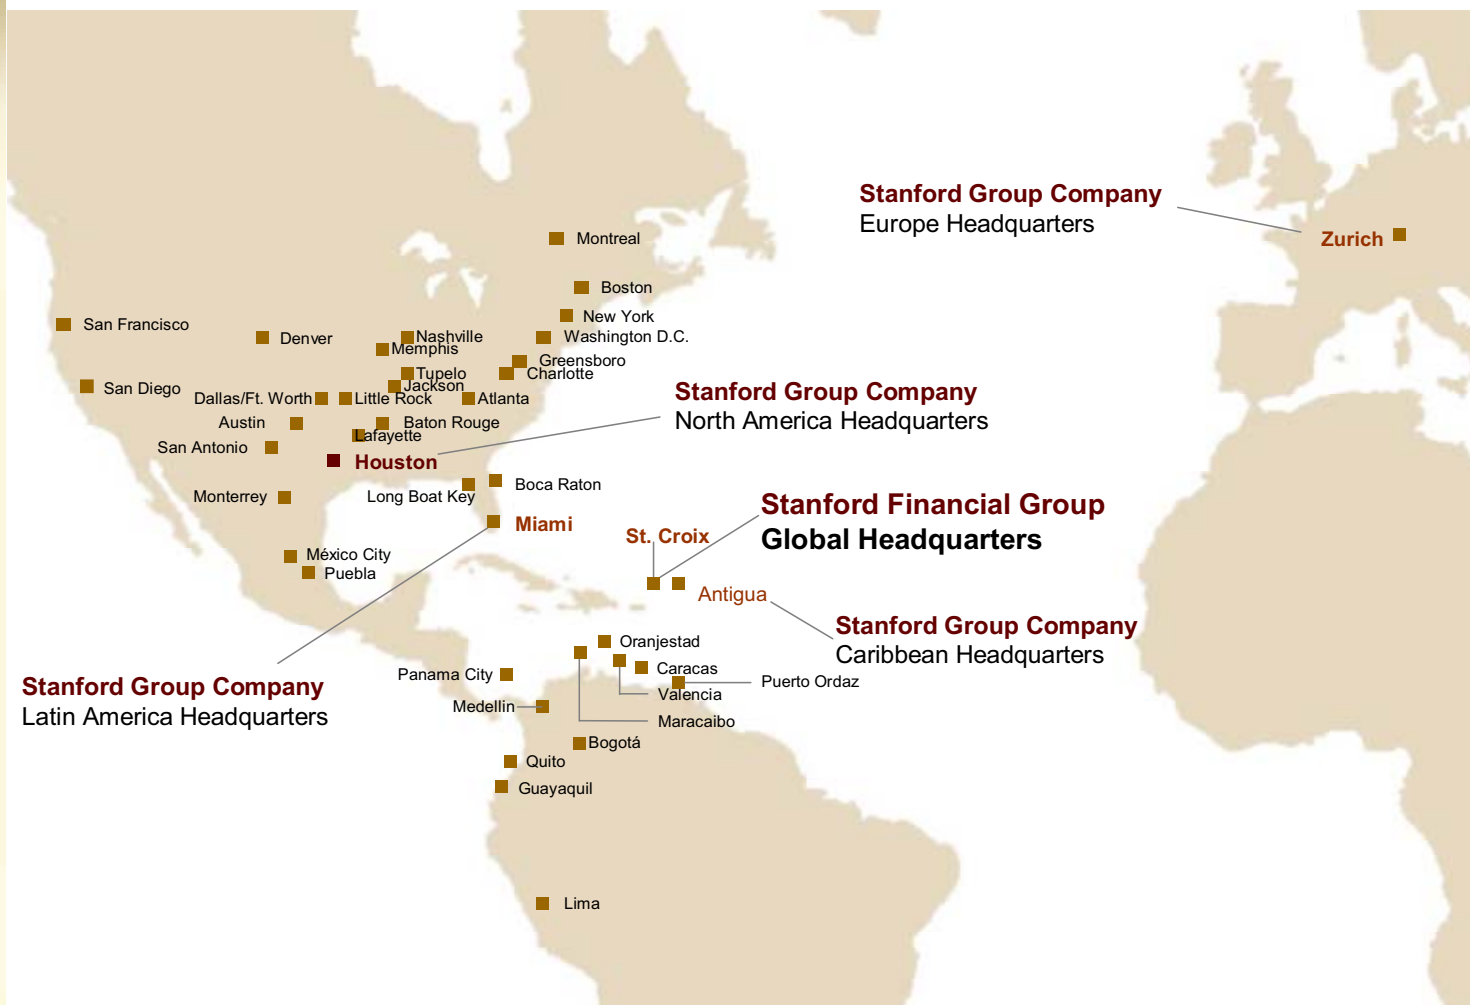 Stanford Group Company
Europe Headquarters
Zurich
Montreal
Boston
New York
San Francisco
Denver
Nashville
Washington D.C.
Memphis
Greensboro
Tupelo
Charlotte
San Diego
Jackson
Dallas/Ft. Worth
Little Rock
Atlanta
Stanford Group Company
North America Headquarters
Austin
Baton Rouge
Lafayette
San Antonio
Houston
Monterrey
Long Boat Key
Boca Raton
Miami
Stanford Financial Group
Global Headquarters
St. Croix
México City
Puebla
Antigua
Stanford Group Company
Caribbean Headquarters
Oranjestad
Caracas
Panama City
Puerto Ordaz
Valencia
Stanford Group Company
Latin America Headquarters
Medellin
Maracaibo
Bogotá
Quito
Guayaquil
Lima